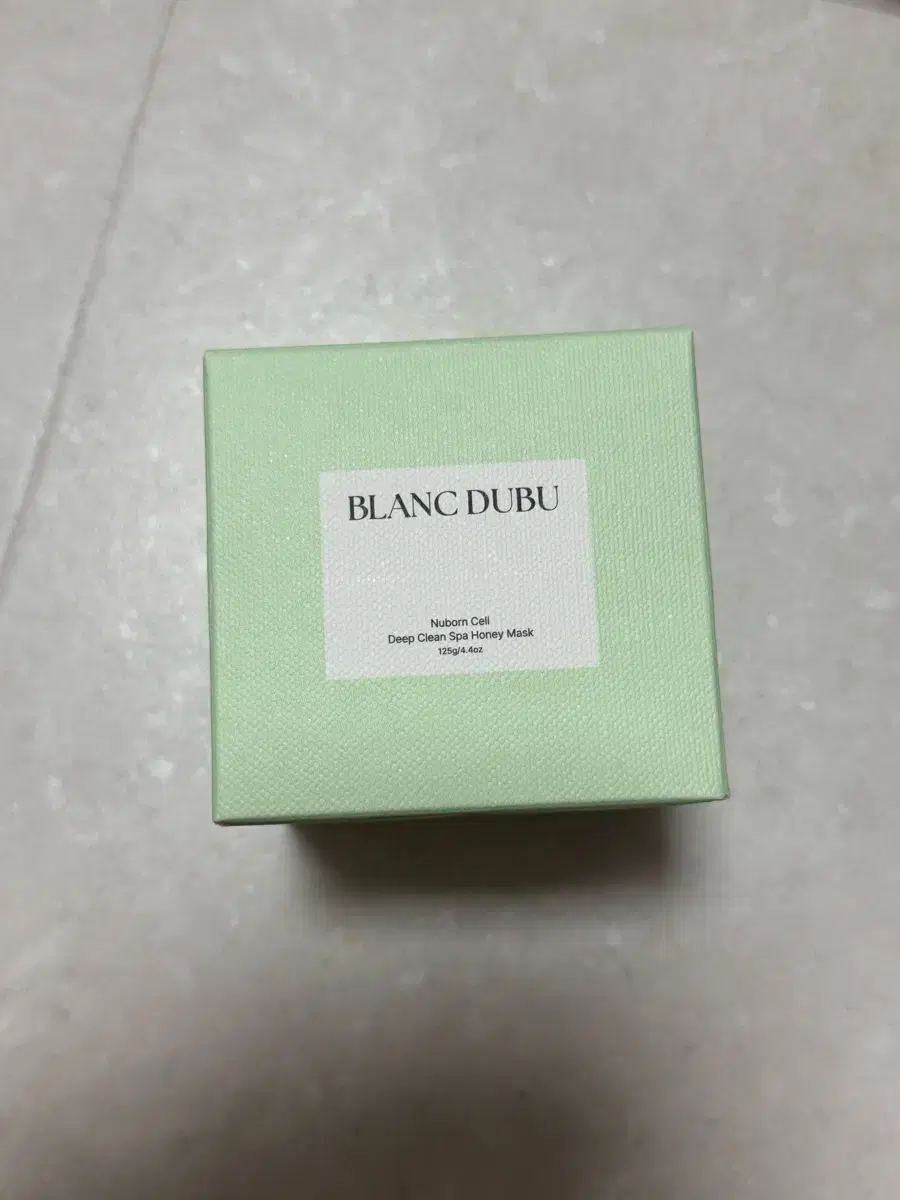 BLANC DUBU
Nuborn Cell
Deep Clean Spa Honey Mask
125g/4.4oz